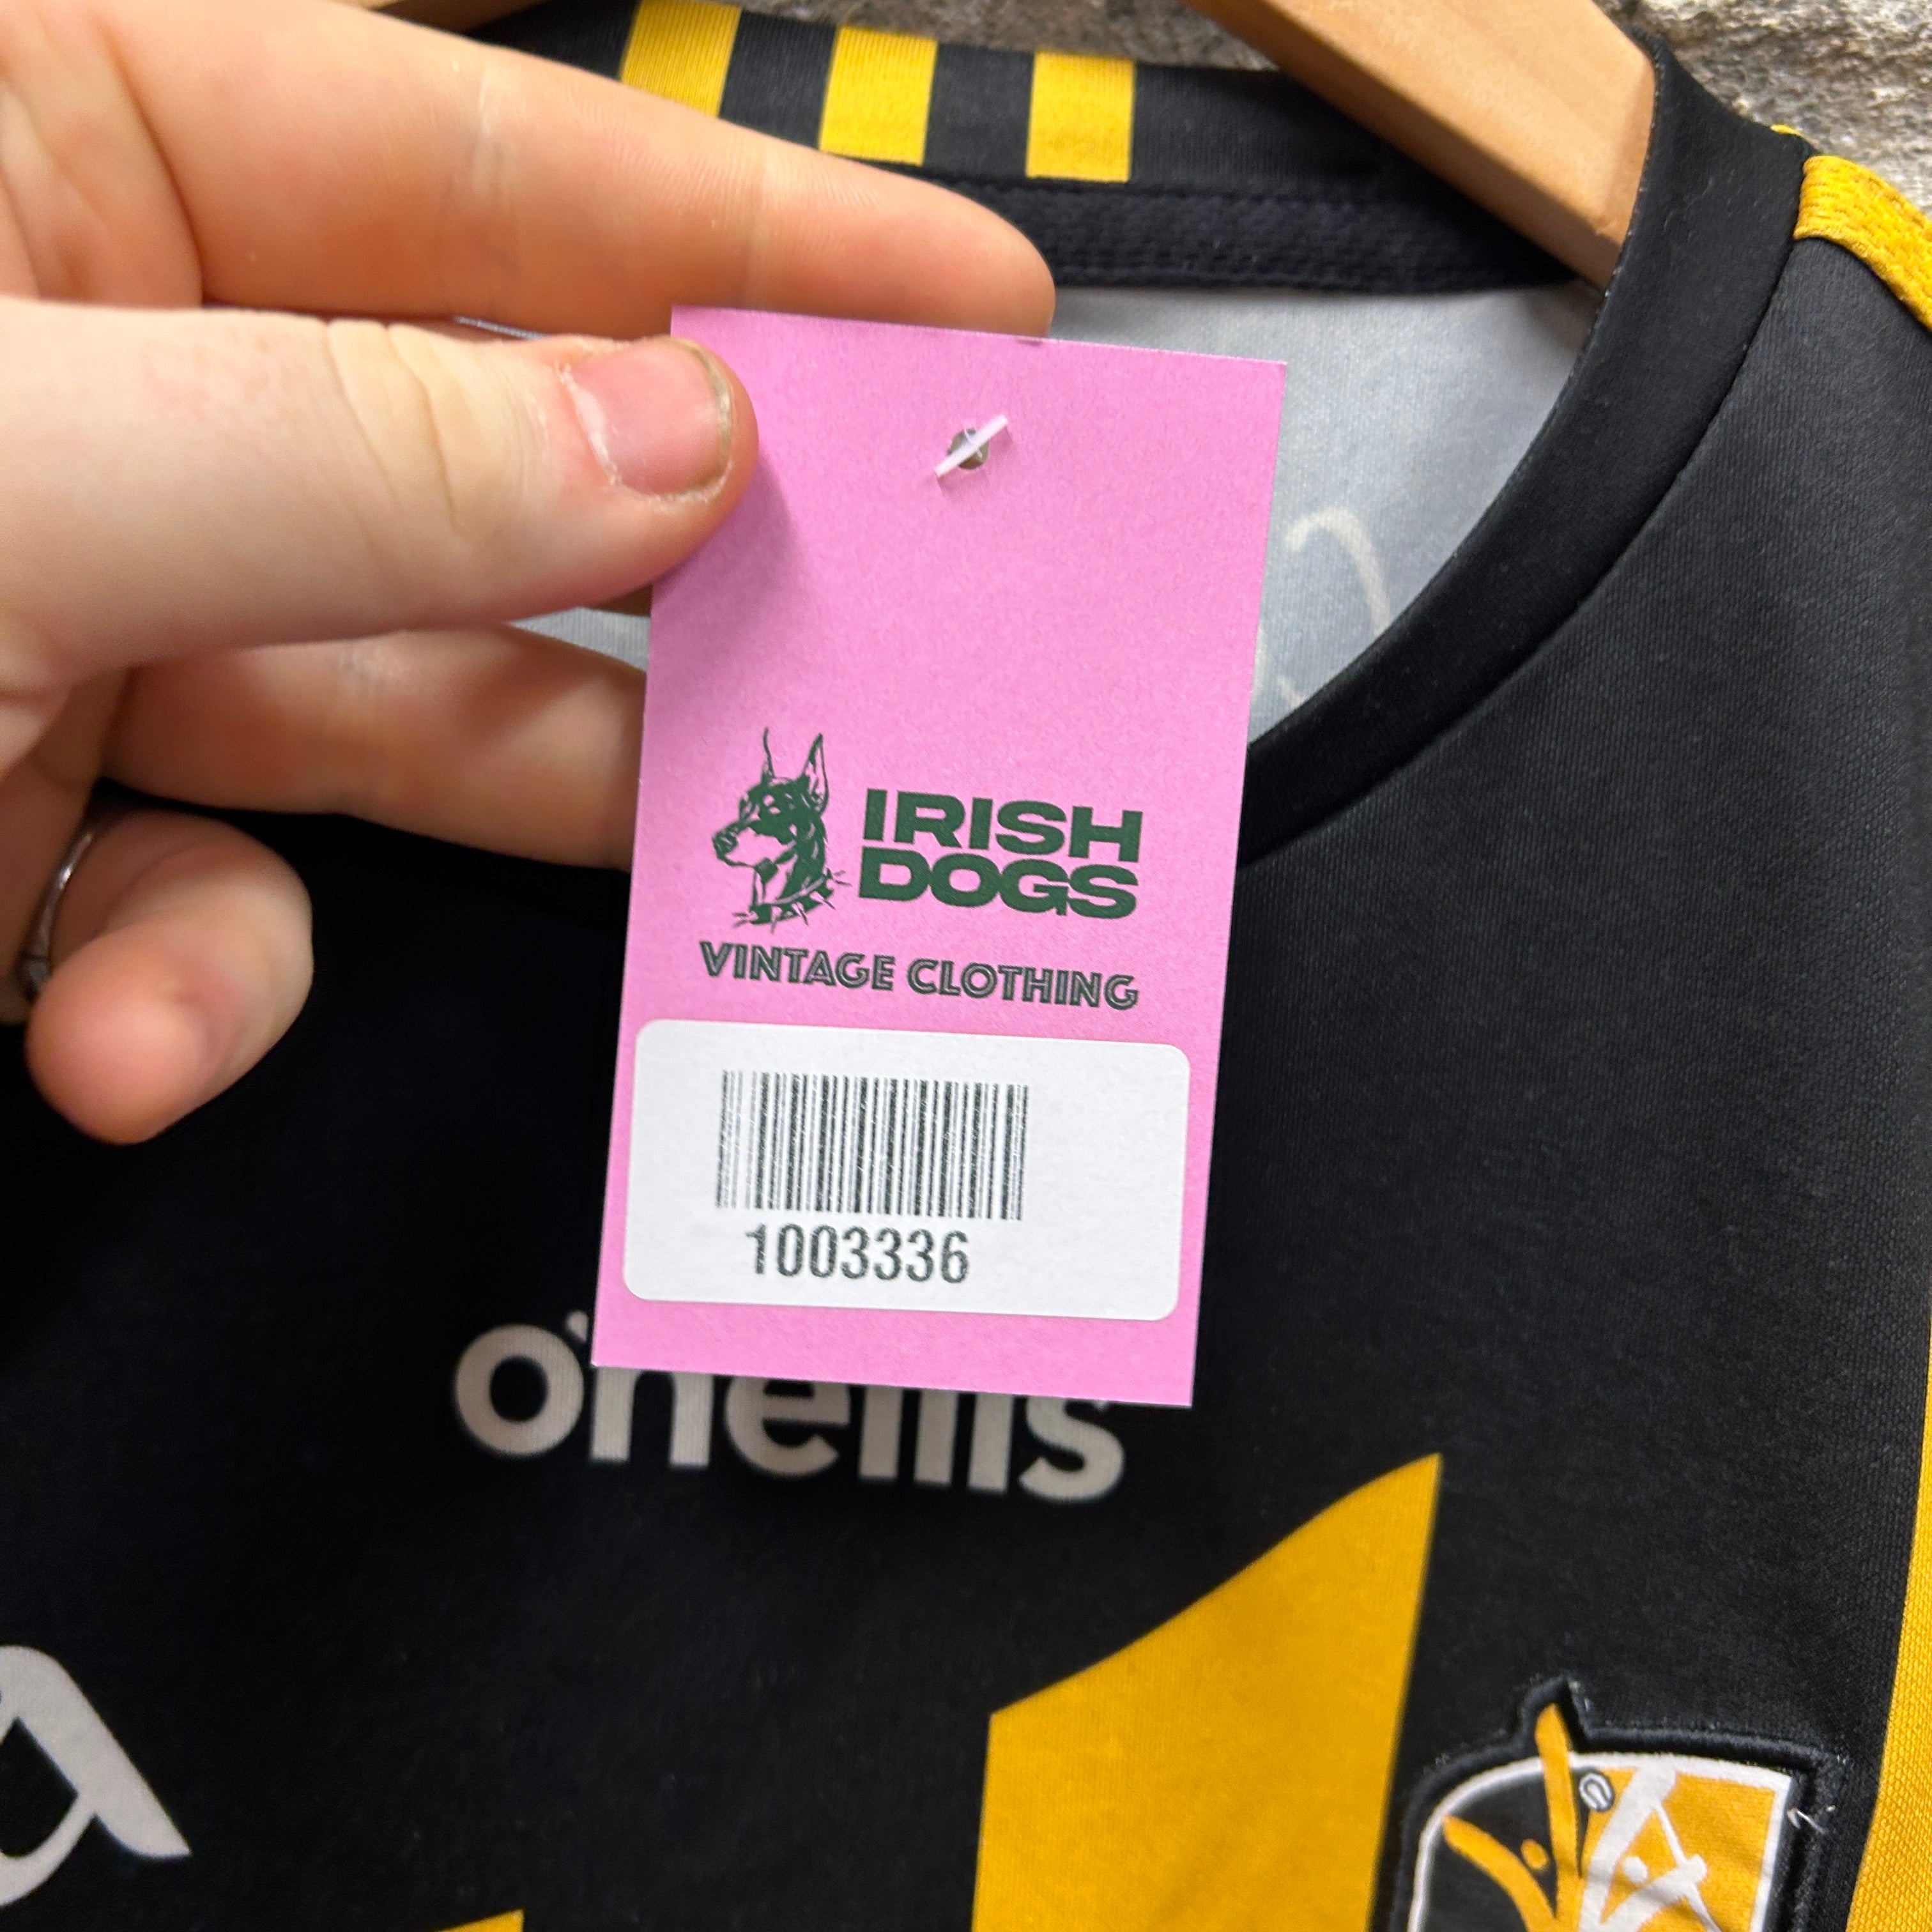 IRISH
DOGS
VINTAGE CLOTHING
1003336
o'neills